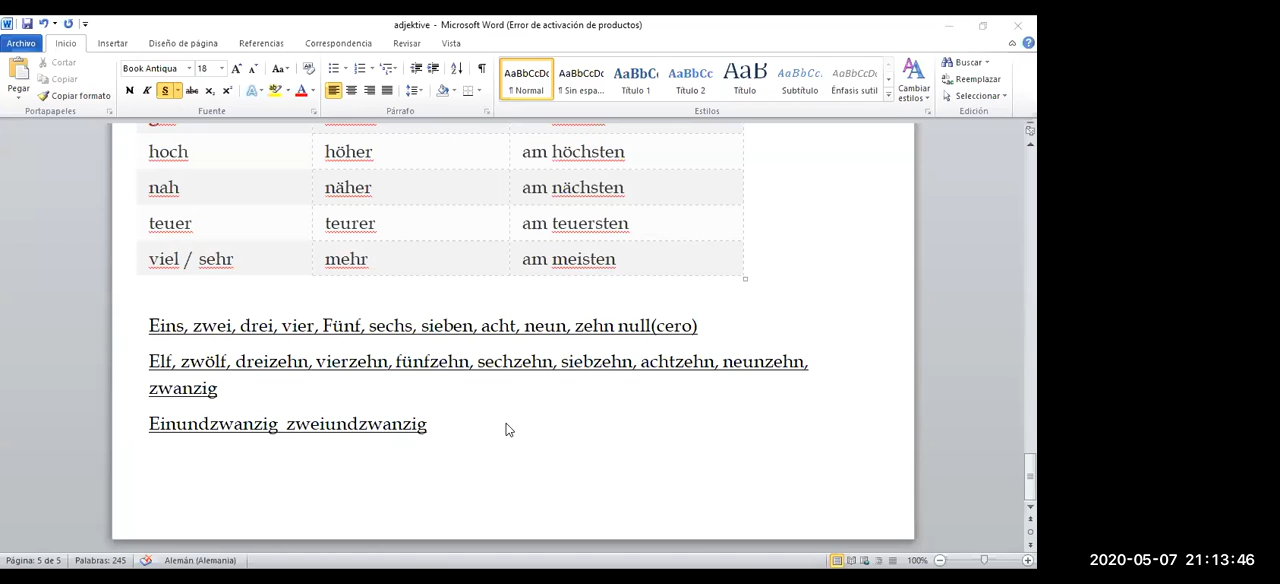 adjektive - Microsoft Word (Error de activación de productos)
Archivo Inicio Insertar Diseño de página Referencias Correspondencia Revisar Vista
Pegar
Cortar
Copiar
Copiar formato
Portapapeles
Book Antiqua 18
N K S abc x₂ x²
Fuente
Párrafo
AaBbCcDc AaBbCcDc AaBbCc AaBbCc AaB AaBbCc. AaBbCcDc
¶ Normal ¶ Sin espa... Título 1 Título 2 Título Subtítulo Énfasis sutil
Cambiar estilos
Estilos
Buscar
Reemplazar
Seleccionar
Edición
hoch höher am höchsten
nah näher am nächsten
teuer teurer am teuersten
viel / sehr mehr am meisten
Eins, zwei, drei, vier, Fünf, sechs, sieben, acht, neun, zehn null(cero)
Elf, zwölf, dreizehn, vierzehn, fünfzehn, sechzehn, siebzehn, achtzehn, neunzehn,
zwanzig
Einundzwanzig zweiundzwanzig
Página: 5 de 5 Palabras: 245 Alemán (Alemania) 100%
2020-05-07 21:13:46